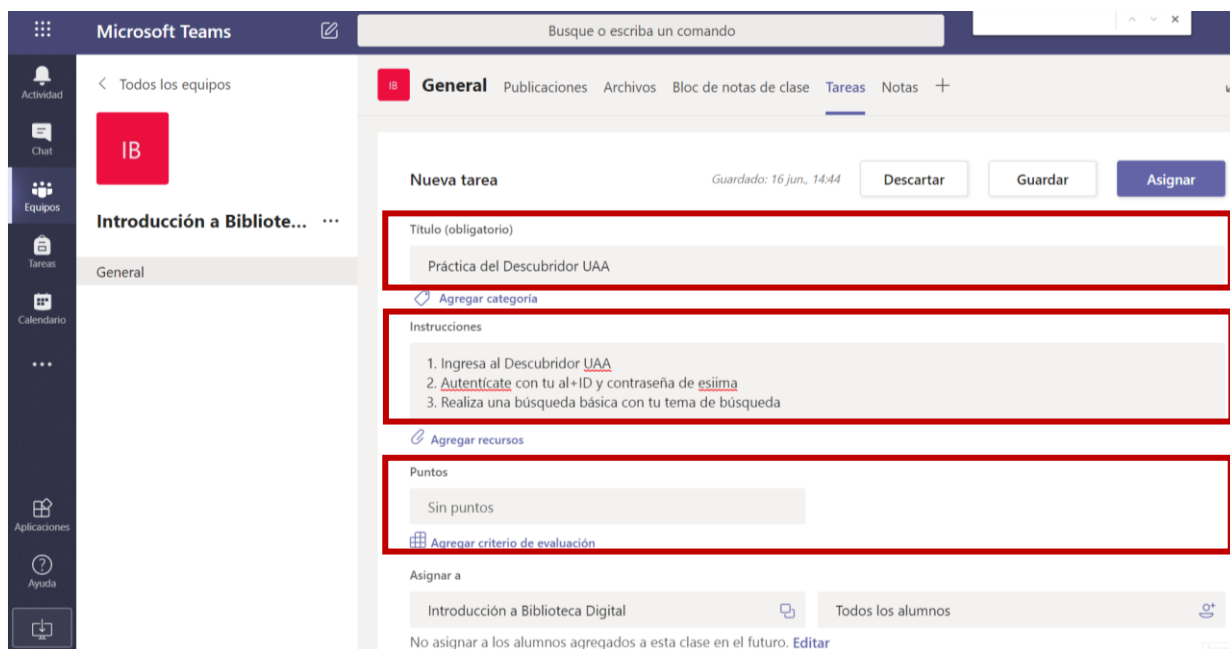 Microsoft Teams
Busque o escriba un comando
Actividad
Chat
Equipos
Tareas
Calendario
Aplicaciones
Ayuda
Todos los equipos
IB
Introducción a Bibliote...
General
IB
General Publicaciones Archivos Bloc de notas de clase Tareas Notas
Nueva tarea
Guardado: 16 jun., 14:44
Descartar
Guardar
Asignar
Título (obligatorio)
Práctica del Descubridor UAA
Agregar categoría
Instrucciones
1. Ingresa al Descubridor UAA
2. Autentícate con tu al+ID y contraseña de esiima
3. Realiza una búsqueda básica con tu tema de búsqueda
Agregar recursos
Puntos
Sin puntos
Agregar criterio de evaluación
Asignar a
Introducción a Biblioteca Digital
Todos los alumnos
No asignar a los alumnos agregados a esta clase en el futuro. Editar